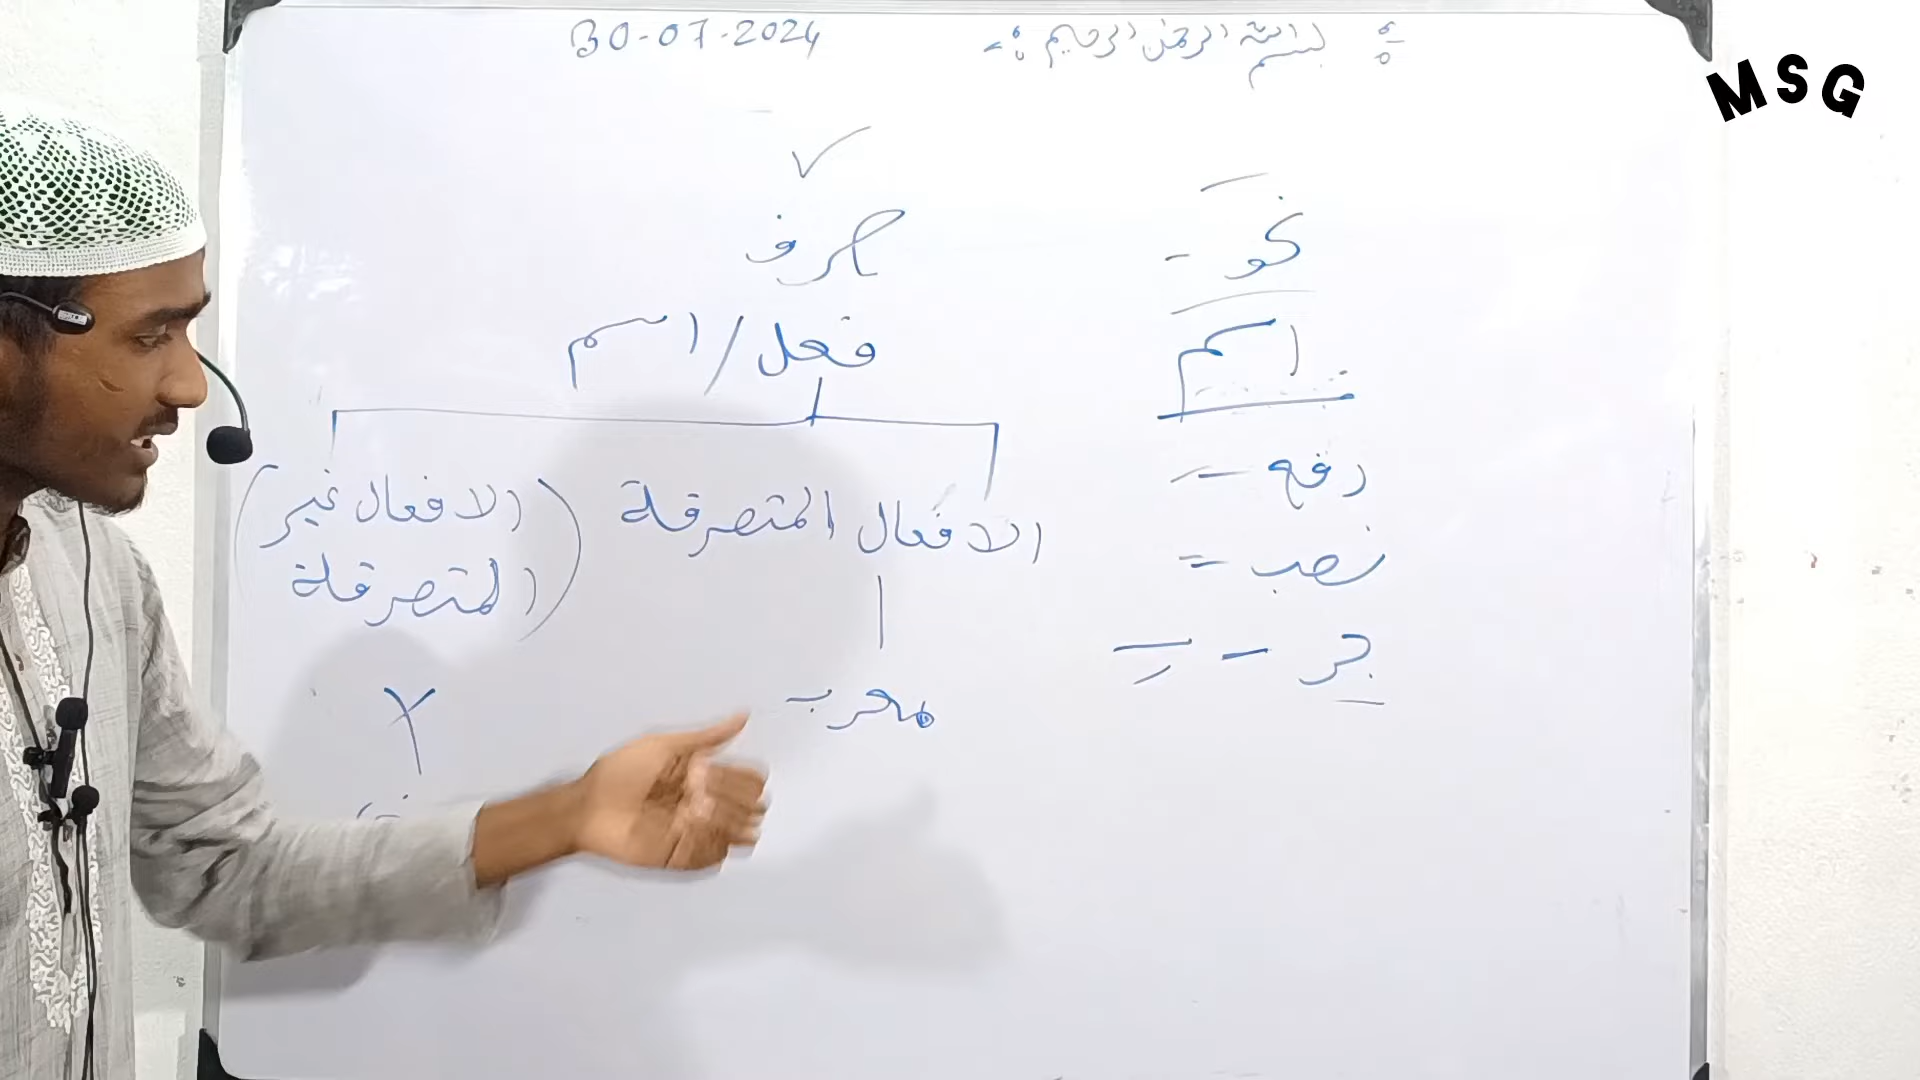 بسم الله الرحمن الرحيم
30-07-2024
MSG
نحو -
اسم
رفع -
نصب =
جر - -
✓
صرف
فعل / اسم
الافعال المتصرفة
(الافعال غير
المتصرفة)
معرب